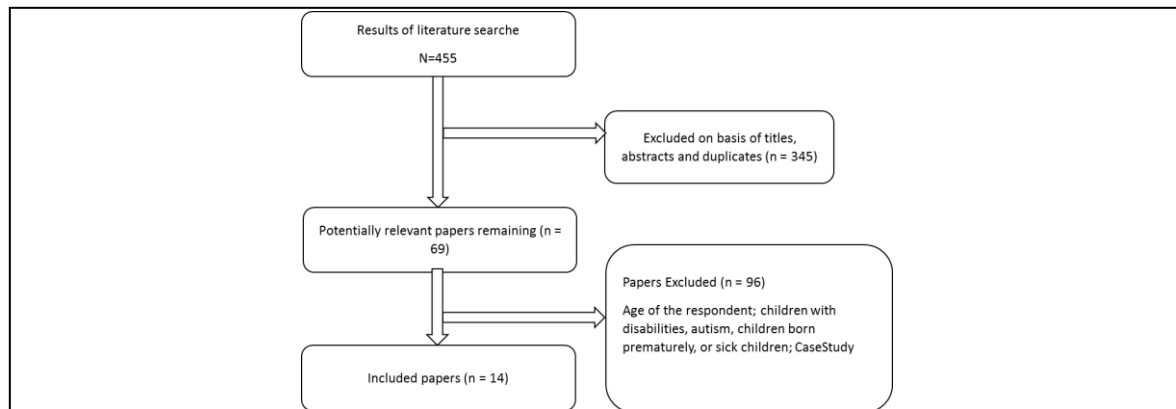 Results of literature searche
N=455
Excluded on basis of titles,
abstracts and duplicates (n = 345)
Potentially relevant papers remaining (n =
69)
Papers Excluded (n = 96)
Age of the respondent; children with
disabilities, autism, children born
prematurely, or sick children; CaseStudy
Included papers (n = 14)